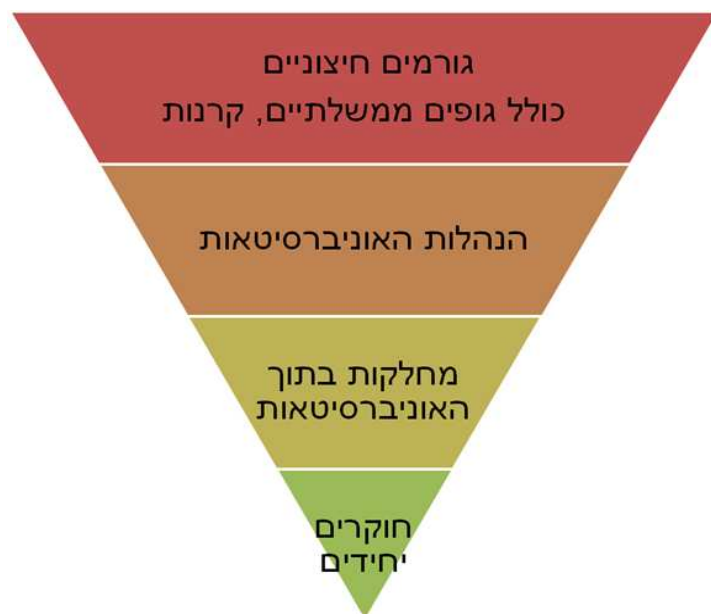 גורמים חיצוניים
כולל גופים ממשלתיים, קרנות
הנהלות האוניברסיטאות
מחלקות בתוך
האוניברסיטאות
חוקרים
יחידים